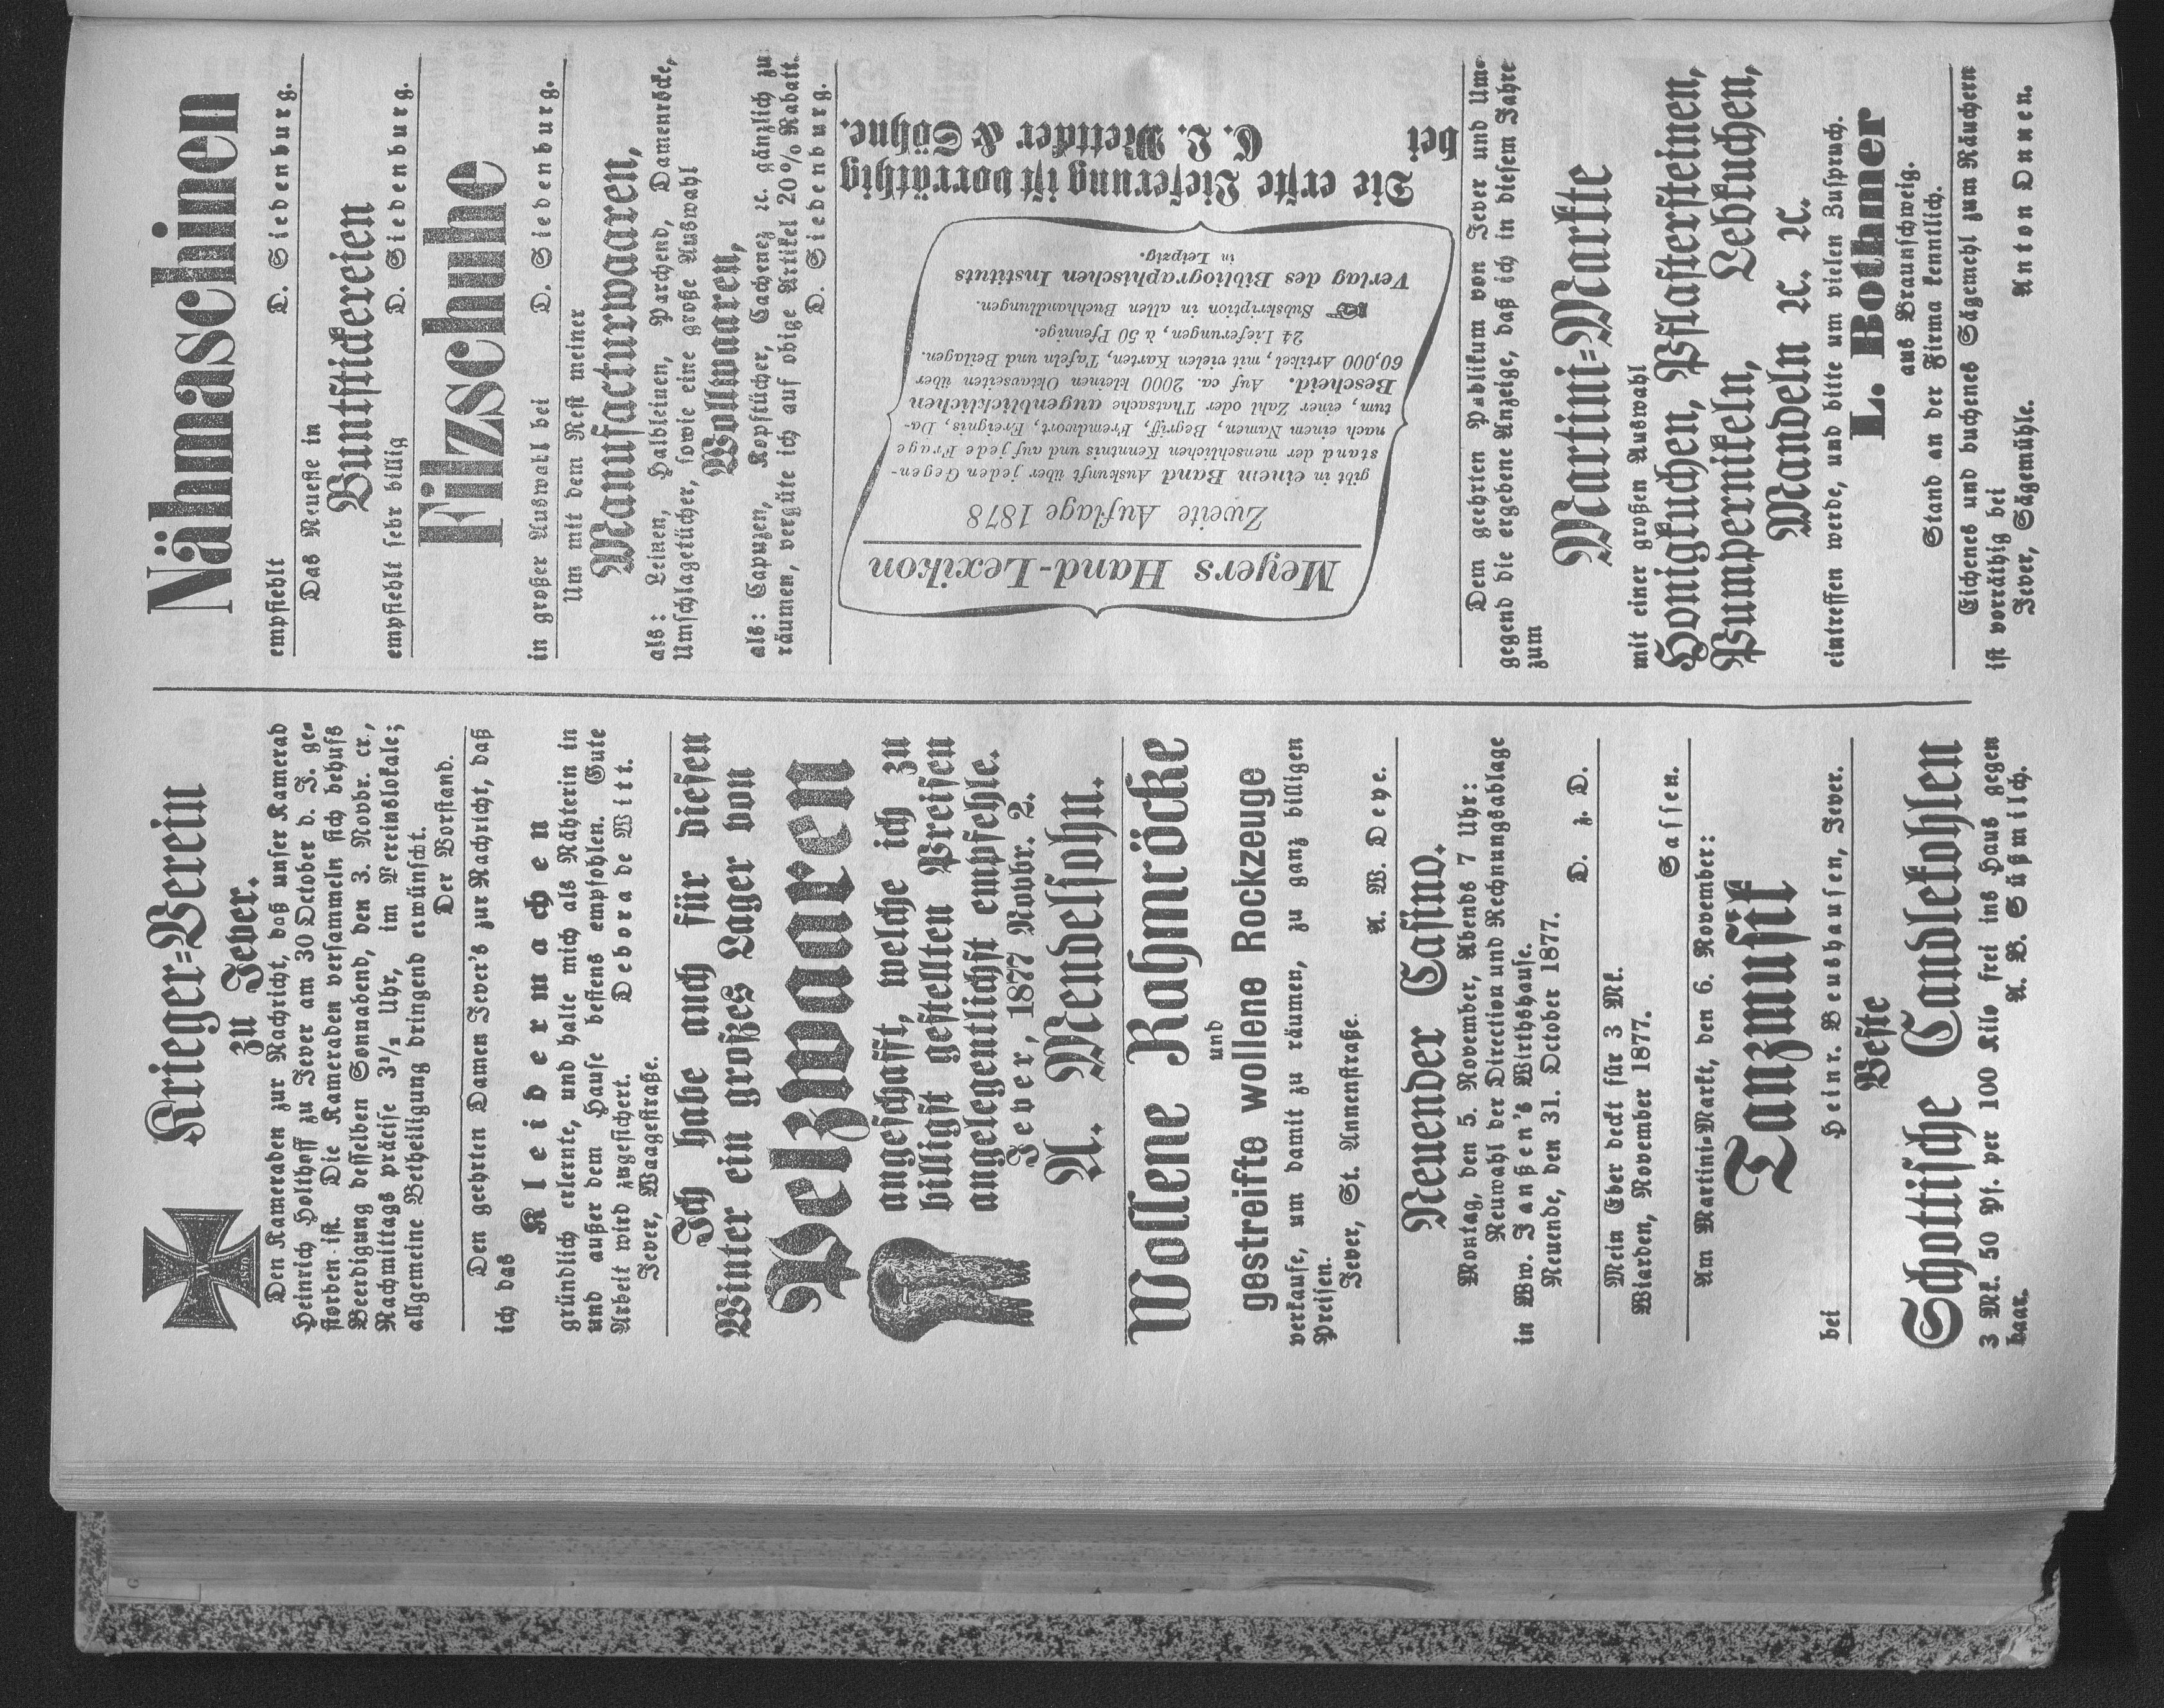 Krieger=Verein
zu Jever.
Den Kameraden zur Nachricht, daß unser Kamerad
Heinrich Holthoff zu Jever am 30 October d. J. ge-
storben ist. Die Kameraden versammeln sich behufs
Beerdigung desselben Sonnabend, den 3. Novbr. cr.,
Nachmittags präcise 3½ Uhr, im Vereinslokale;
allgemeine Betheiligung dringend erwünscht.
Der Vorstand.
Den geehrten Damen Jever's zur Nachricht, daß
ich das
Kleidermachen
gründlich erlernte, und halte mich als Nähterin in
und außer dem Hause bestens empfohlen. Gute
Arbeit wird zugesichert. Debora de Witt.
Jever, Waagestraße.
Ich habe auch für diesen
Winter ein großes Lager von
Pelzwaaren
angeschafft, welche ich zu
billigst gestellten Preisen
angelegentlichst empfehle.
Jever, 1877 Novbr. 2.
A. Mendelsohn.
Wollene Rahmröcke
und
gestreifte wollene Rockzeuge
verkaufe, um damit zu räumen, zu ganz billigen
Preisen.
Jever, St. Annenstraße. A. W. Deye.
Neuender Casino.
Montag, den 5. November, Abends 7 Uhr:
Neuwahl der Direction und Rechnungsablage
in Ww. Janßen's Wirthshause.
Neuende, den 31. October 1877. D. z. D.
Mein Eber deckt für 3 Mk.
Wiarden, November 1877. Sassen.
Am Martini=Markt, den 6. November:
Tanzmusik
bei Heinr. Beushausen, Jever.
Beste
Schottische Candlekohlen
3 Mk. 50 Pf. per 100 Kilo frei ins Haus gegen
baar. A. B. Süßmilch.
Nähmaschinen
empfiehlt D. Siedenburg.
Das Neueste in
Buntstickereien
empfiehlt sehr billig D. Siedenburg.
Filzschuhe
in großer Auswahl bei D. Siedenburg.
Um mit dem Rest meiner
Manufacturwaaren,
als: Leinen, Halbleinen, Parchend, Damenröcke,
Umschlagetücher, sowie eine große Auswahl
Wollwaaren,
als: Capuzen, Kopftücher, Cachenez ꝛc. gänzlich zu
räumen, vergüte ich auf obige Artikel 20 % Rabatt.
D. Siedenburg.
Meyers Hand-Lexikon
Zweite Auflage 1878
gibt in einem Band Auskunft über jeden Gegen-
stand der menschlichen Kenntnis und auf jede Frage
nach einem Namen, Begriff, Fremdwort, Ereignis, Da-
tum, einer Zahl oder Thatsache augenblicklichen
Bescheid. Auf ca. 2000 kleinen Oktavseiten über
60,000 Artikel, mit vielen Karten, Tafeln und Beilagen.
24 Lieferungen, à 50 Pfennige.
Subskription in allen Buchhandlungen.
Verlag des Bibliographischen Instituts
in Leipzig.
Die erste Lieferung ist vorräthig
bei C. L. Mettcker & Söhne.
Dem geehrten Publikum von Jever und Um-
gegend die ergebene Anzeige, daß ich in diesem Jahre
zum
Martini=Markte
mit einer großen Auswahl
Honigkuchen, Pflastersteinen,
Pumpernikeln, Lebkuchen,
Mandeln ꝛc. ꝛc.
eintreffen werde, und bitte um vielen Zuspruch.
L. Bothmer
aus Braunschweig.
Stand an der Firma kenntlich.
Eichenes und buchenes Sägemehl zum Räuchern
ist vorräthig bei
Jever, Sägemühle. Anton Onnen.